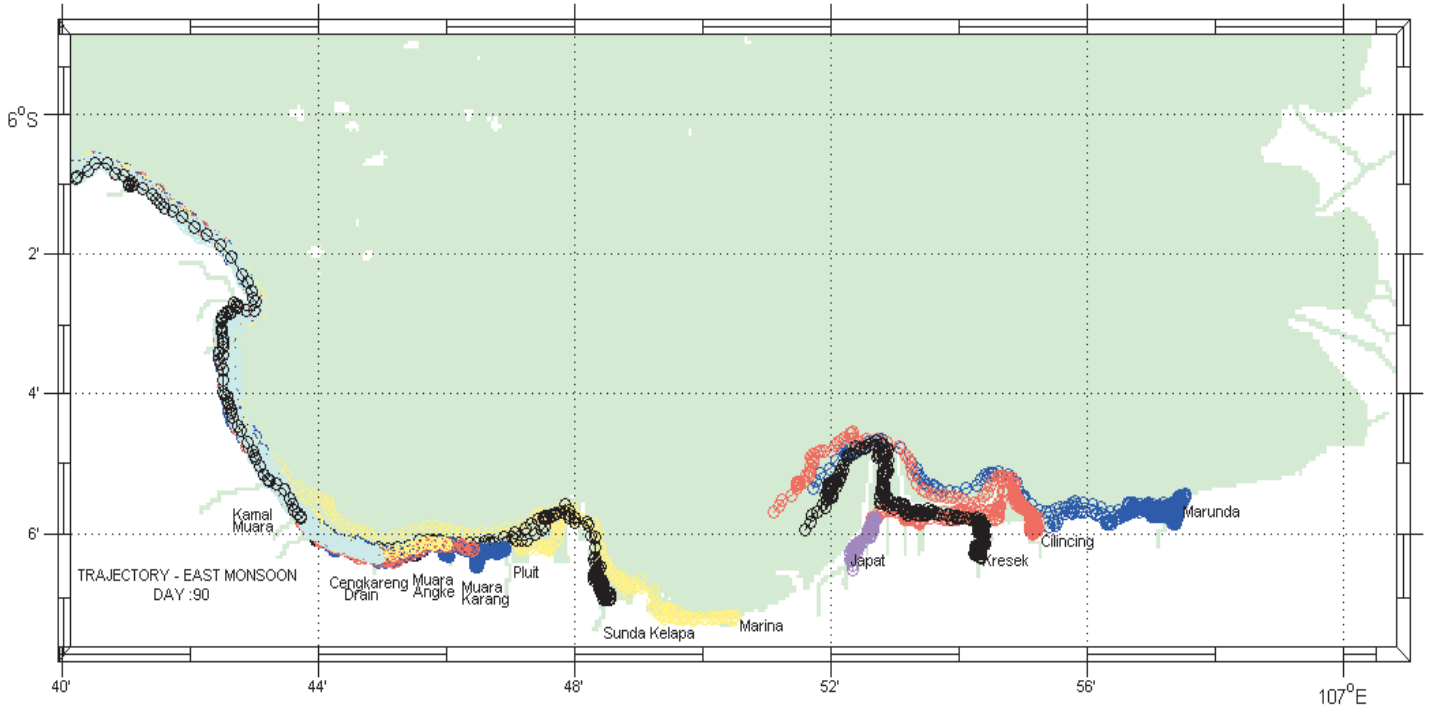 6°S
2'
4'
6'
Kamal
Muara
TRAJECTORY - EAST MONSOON
DAY :90
Cengkareng
Drain
Muara
Angke
Muara
Karang
Pluit
Sunda Kelapa
Marina
Japat
Kresek
Cilincing
Marunda
40'
44'
48'
52'
56'
107°E